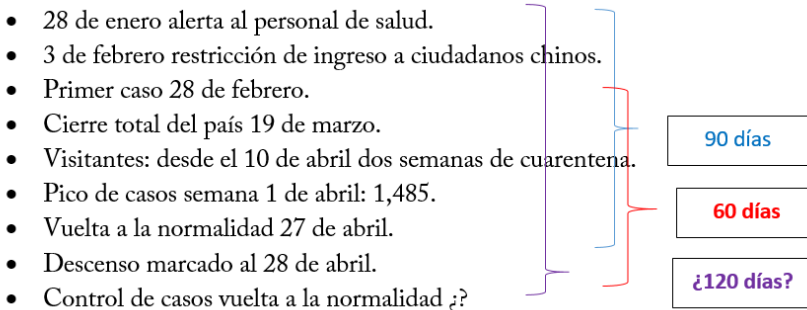 • 28 de enero alerta al personal de salud.
• 3 de febrero restricción de ingreso a ciudadanos chinos.
• Primer caso 28 de febrero.
• Cierre total del país 19 de marzo.
• Visitantes: desde el 10 de abril dos semanas de cuarentena.
• Pico de casos semana 1 de abril: 1,485.
• Vuelta a la normalidad 27 de abril.
• Descenso marcado al 28 de abril.
• Control de casos vuelta a la normalidad ¿?
90 días
60 días
¿120 días?